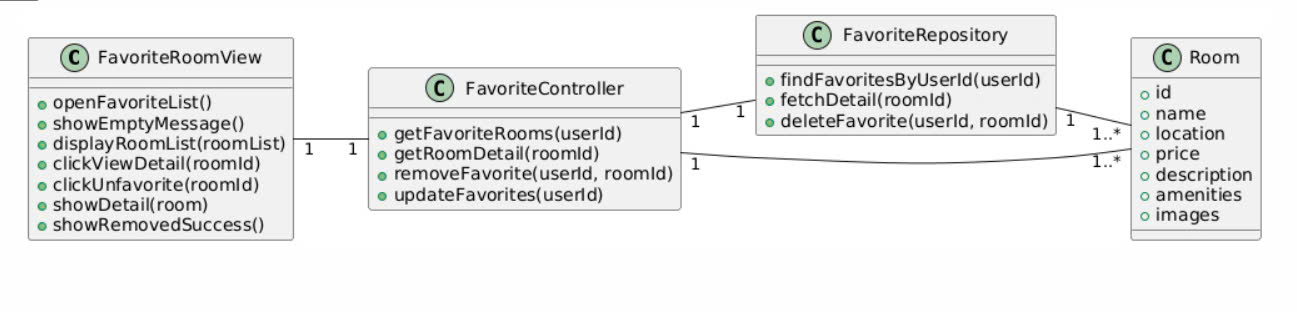 C FavoriteRoomView
openFavoriteList()
showEmptyMessage()
displayRoomList(roomList)
clickViewDetail(roomId)
clickUnfavorite(roomId)
showDetail(room)
showRemovedSuccess()
1 1
C FavoriteController
getFavoriteRooms(userId)
getRoomDetail(roomId)
removeFavorite(userId, roomId)
updateFavorites(userId)
1 1
1 1..*
C FavoriteRepository
findFavoritesByUserId(userId)
fetchDetail(roomId)
deleteFavorite(userId, roomId)
1 1..*
C Room
id
name
location
price
description
amenities
images